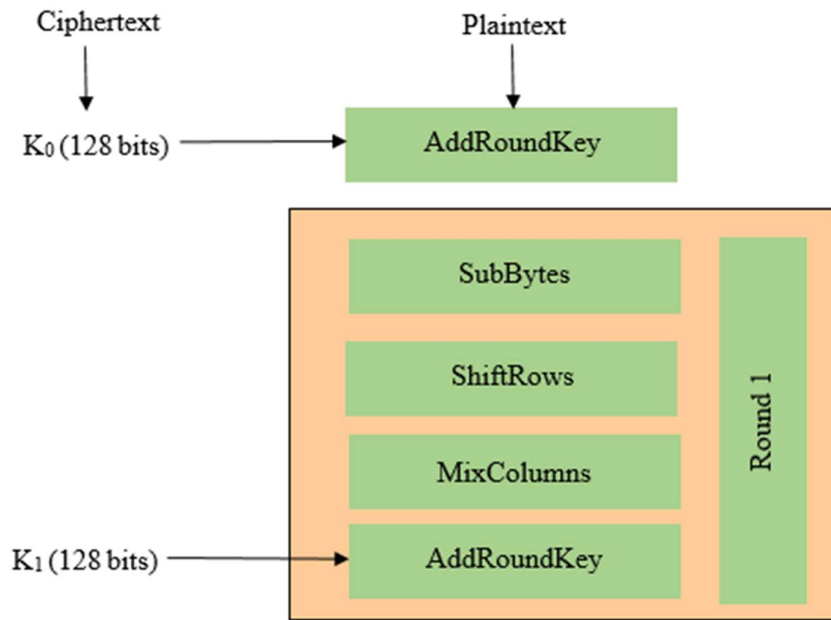 Ciphertext
Plaintext
K₀ (128 bits)
AddRoundKey
SubBytes
ShiftRows
MixColumns
Round 1
K₁ (128 bits)
AddRoundKey